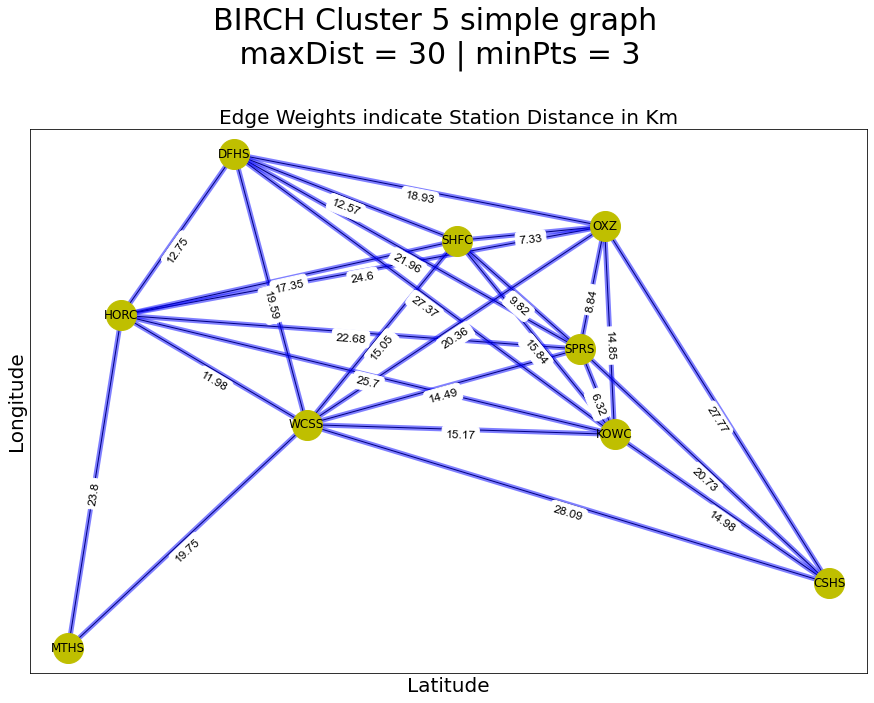 BIRCH Cluster 5 simple graph
maxDist = 30 | minPts = 3
Edge Weights indicate Station Distance in Km
DFHS
18.93
12.57
OXZ
SHFC
7.33
12.75
21.96
24.6
17.35
19.59
27.37
9.82
8.84
HORC
22.68
20.36
15.05
15.84
14.85
SPRS
11.98
25.7
14.49
6.32
27.77
WCSS
15.17
KOWC
20.73
23.8
28.09
14.98
19.75
CSHS
MTHS
Longitude
Latitude